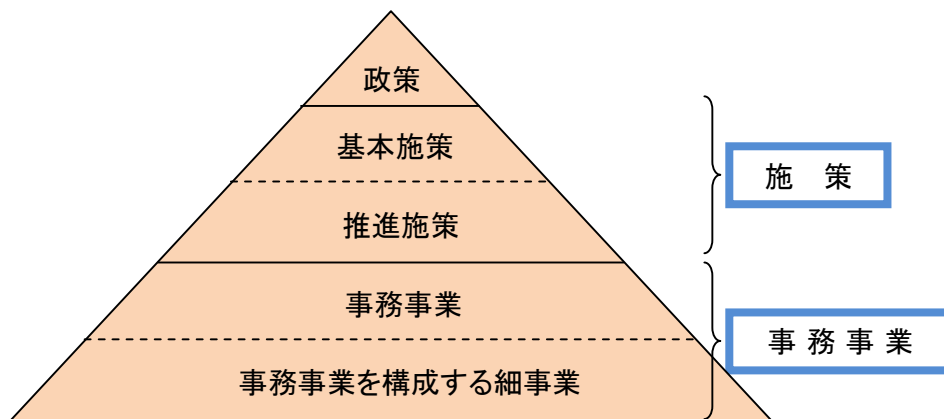 政策
基本施策
推進施策
施　策
事務事業
事務事業を構成する細事業
事 務 事 業